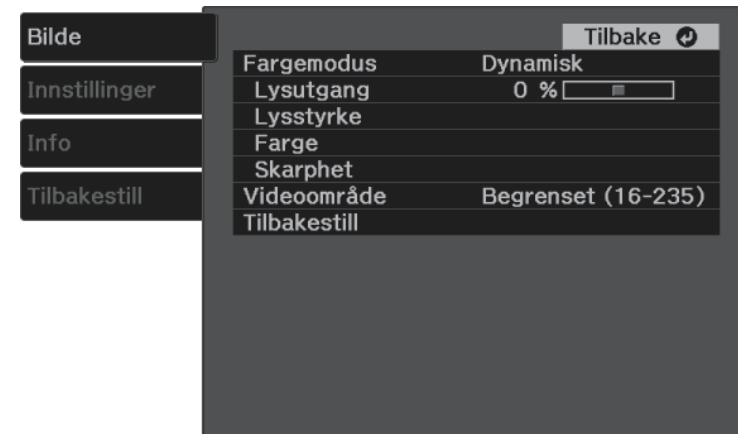 Bilde
Innstillinger
Info
Tilbakestill
Tilbake
Fargemodus Dynamisk
Lysutgang 0 %
Lysstyrke
Farge
Skarphet
Videoområde Begrenset (16-235)
Tilbakestill